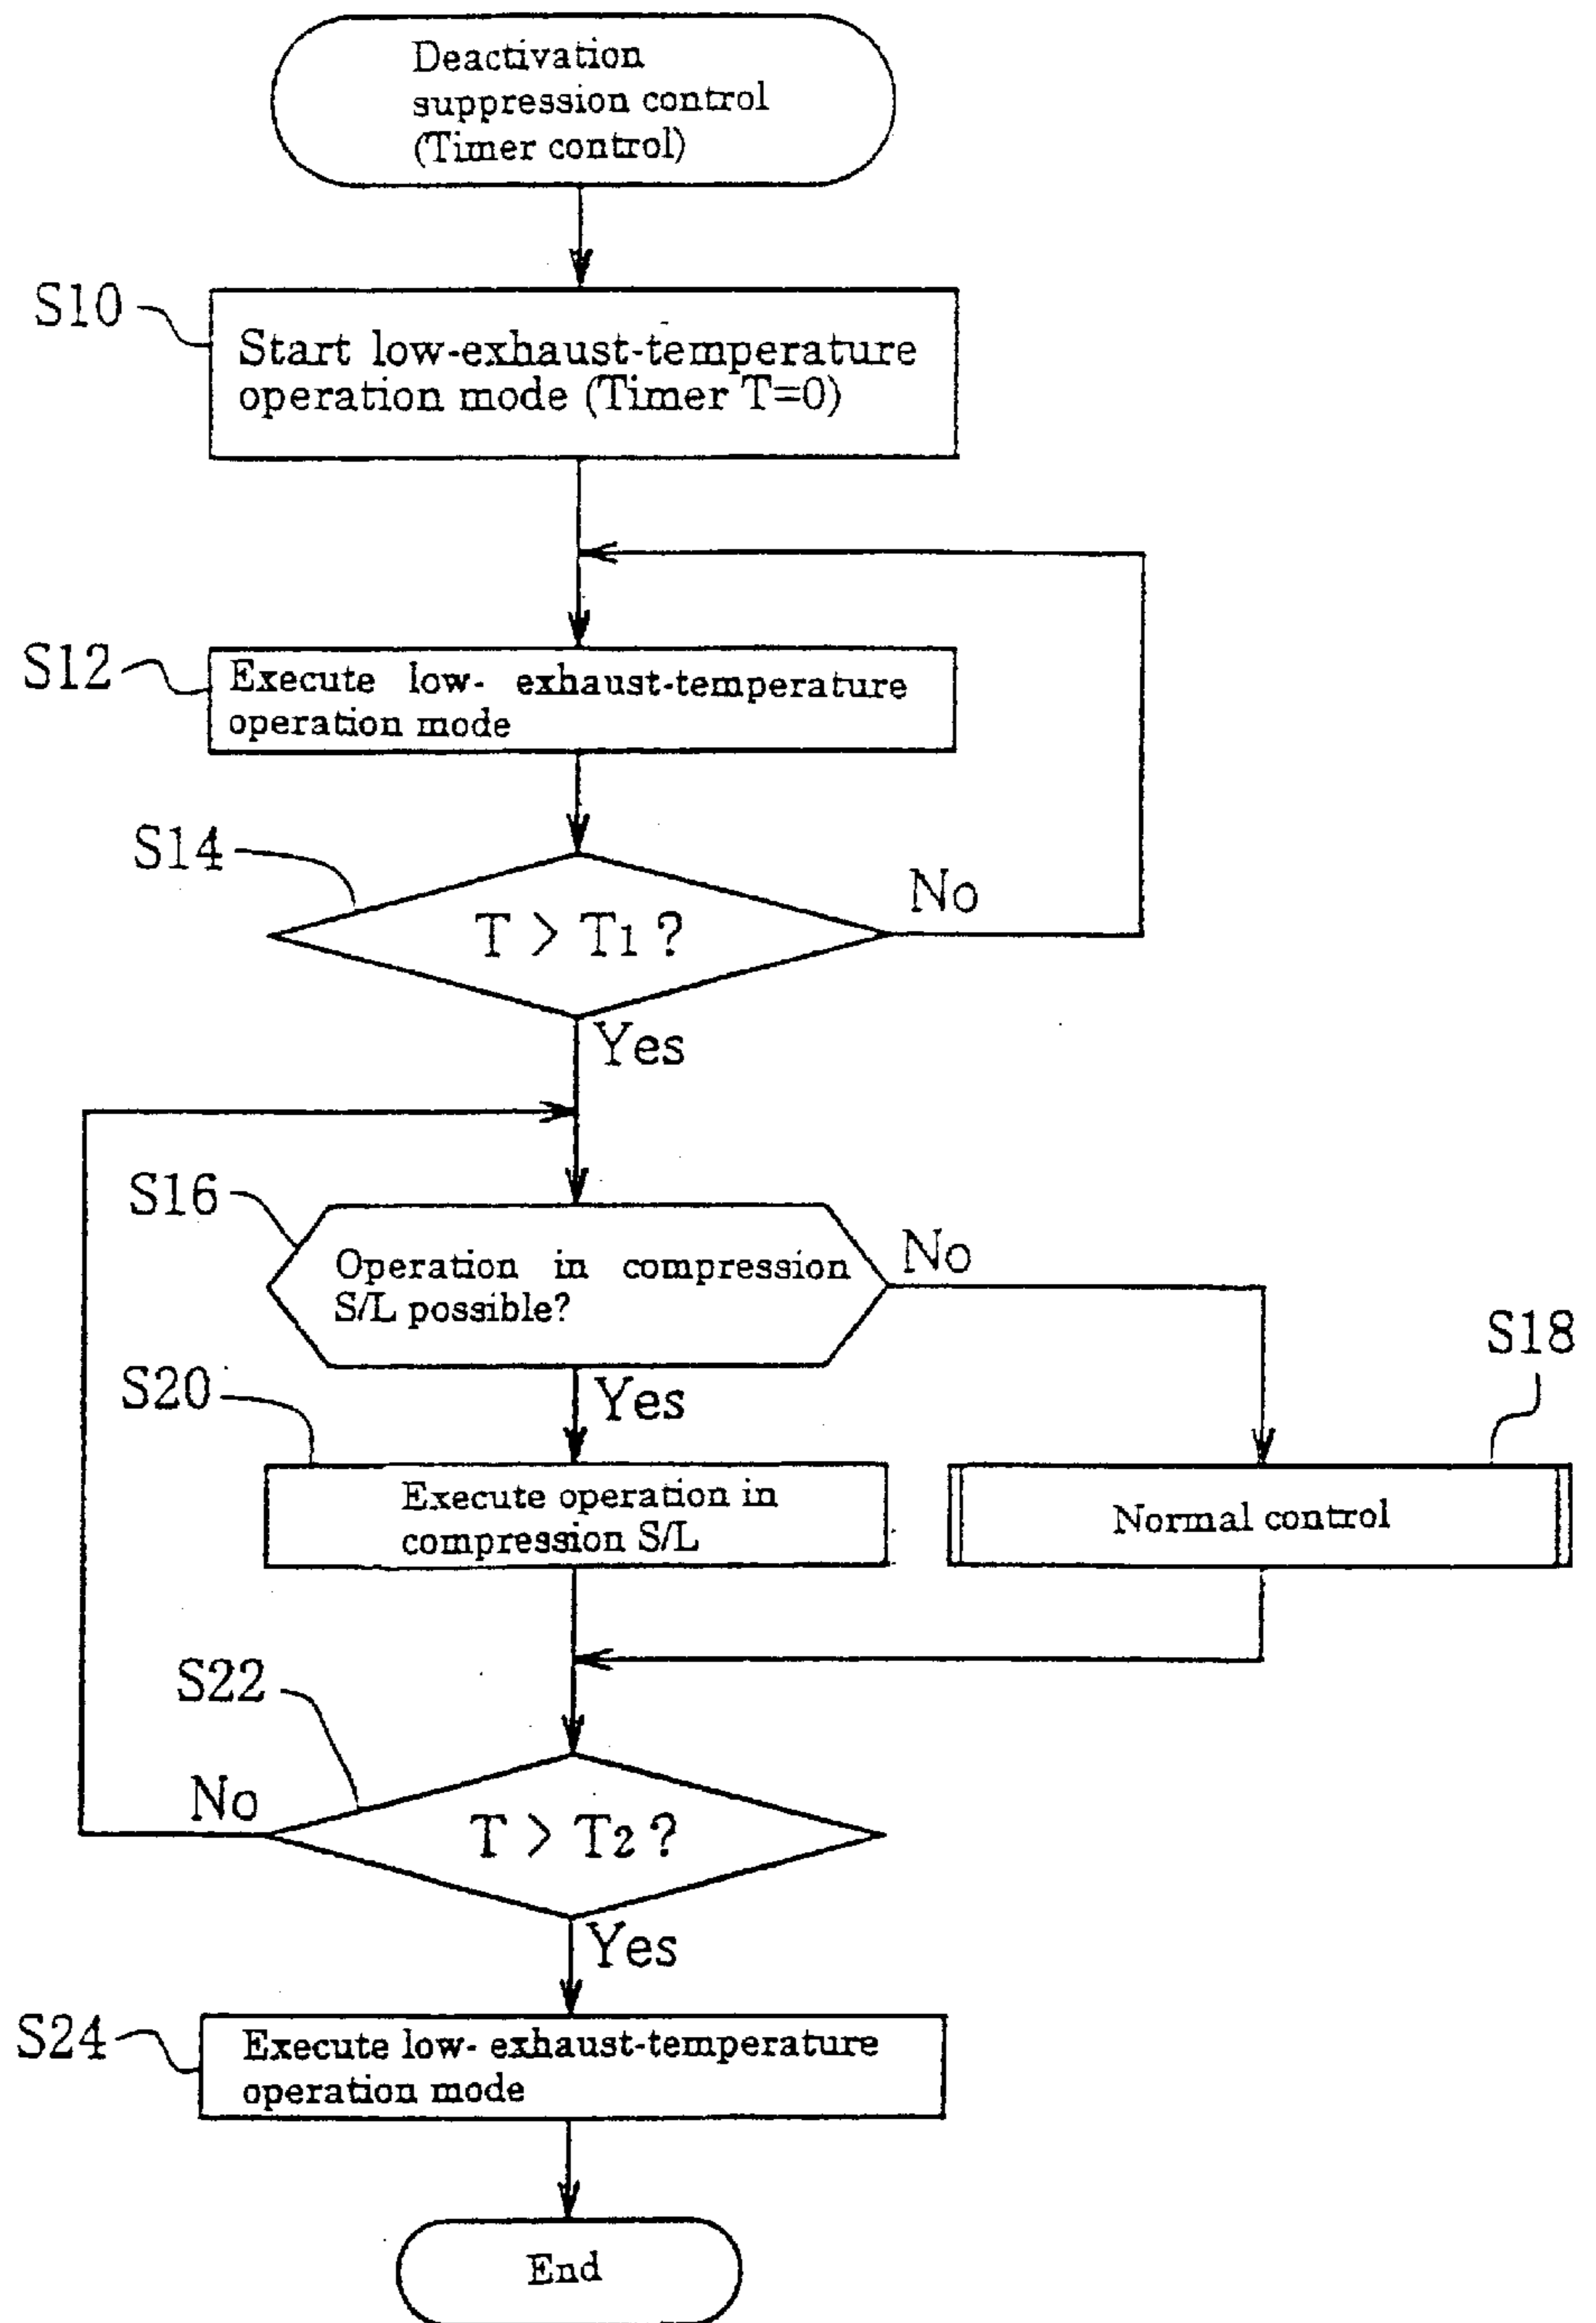 Deactivation
suppression control
(Timer control)
S10
Start low-exhaust-temperature
operation mode (Timer T=0)
S12
Execute low- exhaust-temperature
operation mode
S14
T > T1 ?
No
Yes
S16
Operation in compression
S/L possible?
No
Yes
S18
S20
Execute operation in
compression S/L
Normal control
S22
No
T > T2 ?
Yes
S24
Execute low- exhaust-temperature
operation mode
End